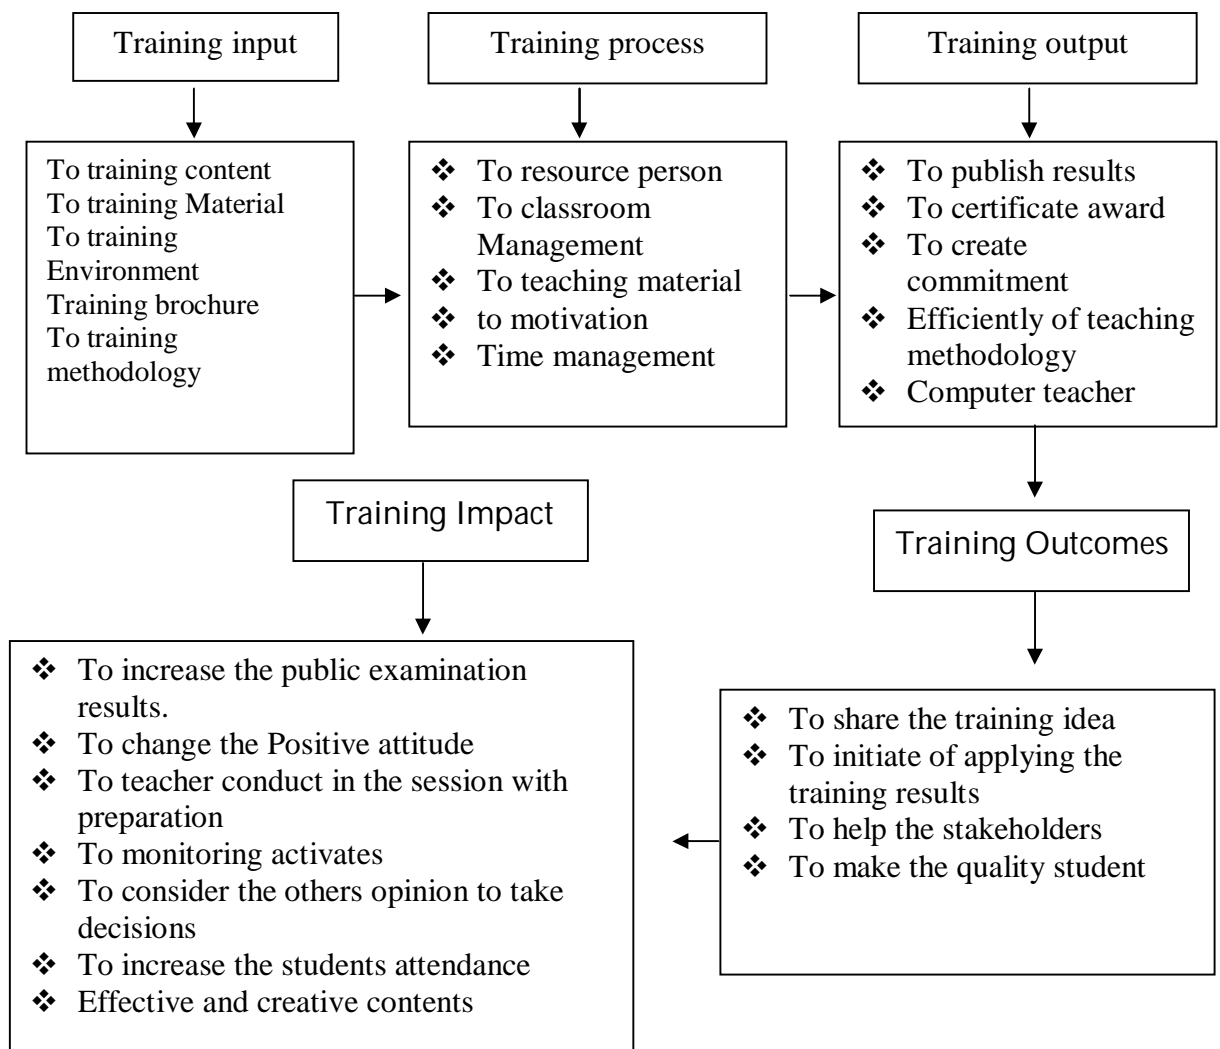 Training input
Training process
Training output
To training content
To training Material
To training
Environment
Training brochure
To training
methodology
❖ To resource person
❖ To classroom
Management
❖ To teaching material
❖ to motivation
❖ Time management
❖ To publish results
❖ To certificate award
❖ To create
commitment
❖ Efficiently of teaching
methodology
❖ Computer teacher
Training Impact
Training Outcomes
❖ To increase the public examination
results.
❖ To change the Positive attitude
❖ To teacher conduct in the session with
preparation
❖ To monitoring activates
❖ To consider the others opinion to take
decisions
❖ To increase the students attendance
❖ Effective and creative contents
❖ To share the training idea
❖ To initiate of applying the
training results
❖ To help the stakeholders
❖ To make the quality student